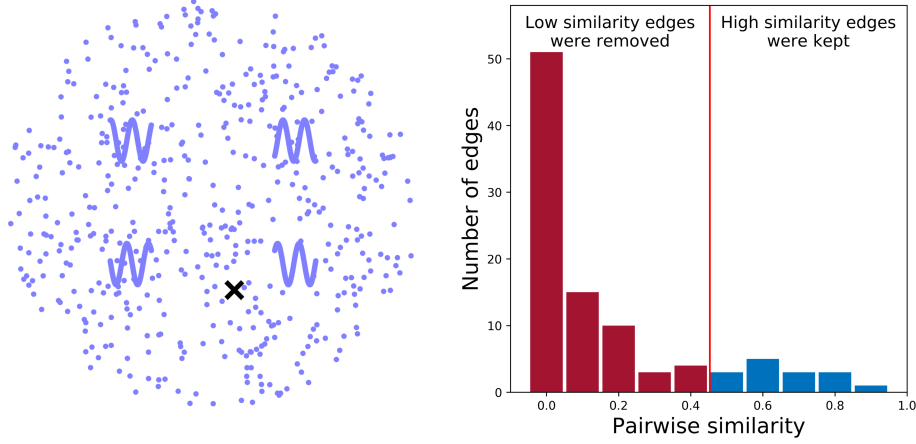 Low similarity edges
were removed
High similarity edges
were kept
Number of edges
50
40
30
20
10
0
0.0 0.2 0.4 0.6 0.8 1.0
Pairwise similarity